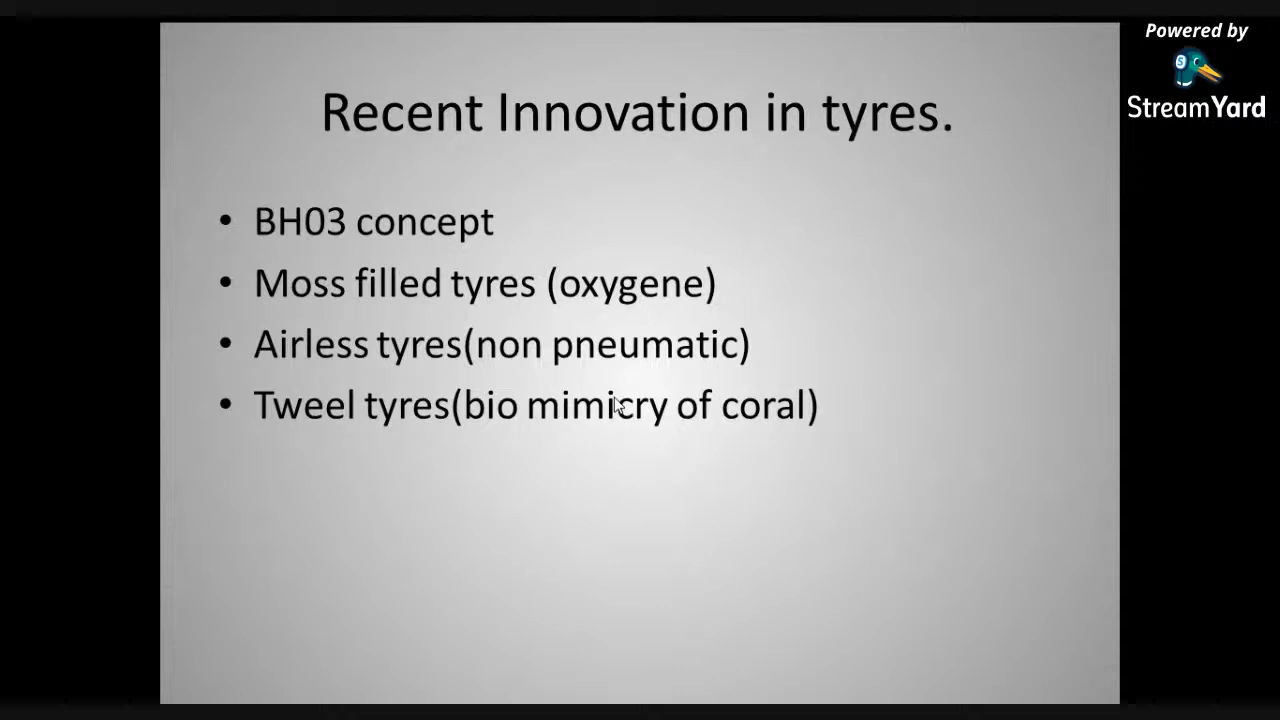 Powered by
StreamYard
Recent Innovation in tyres.
• BH03 concept
• Moss filled tyres (oxygene)
• Airless tyres(non pneumatic)
• Tweel tyres(bio mimicry of coral)